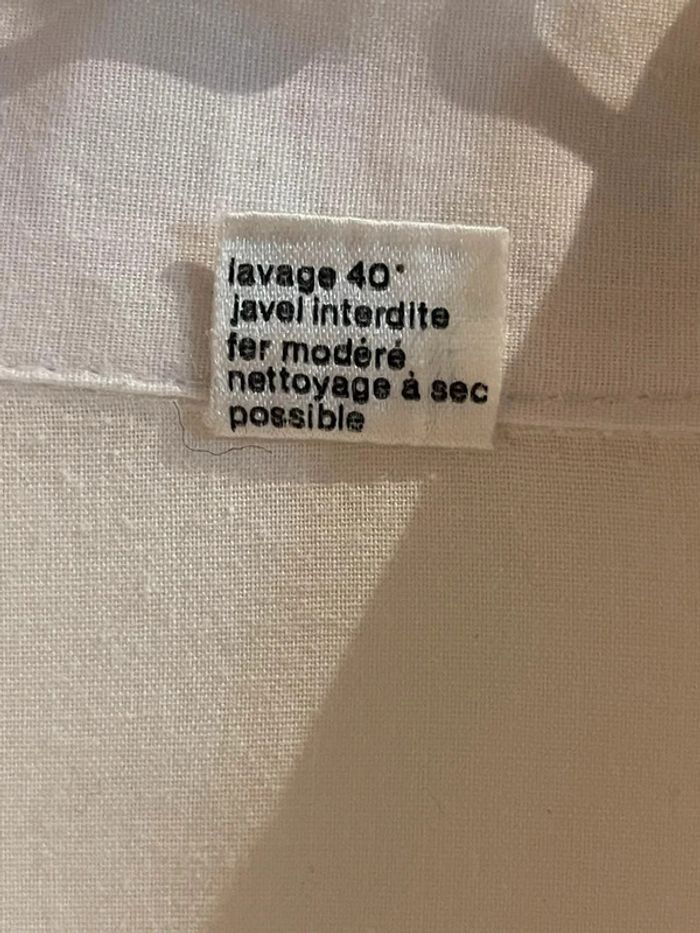 lavage 40°
javel interdite
fer modéré
nettoyage à sec
possible